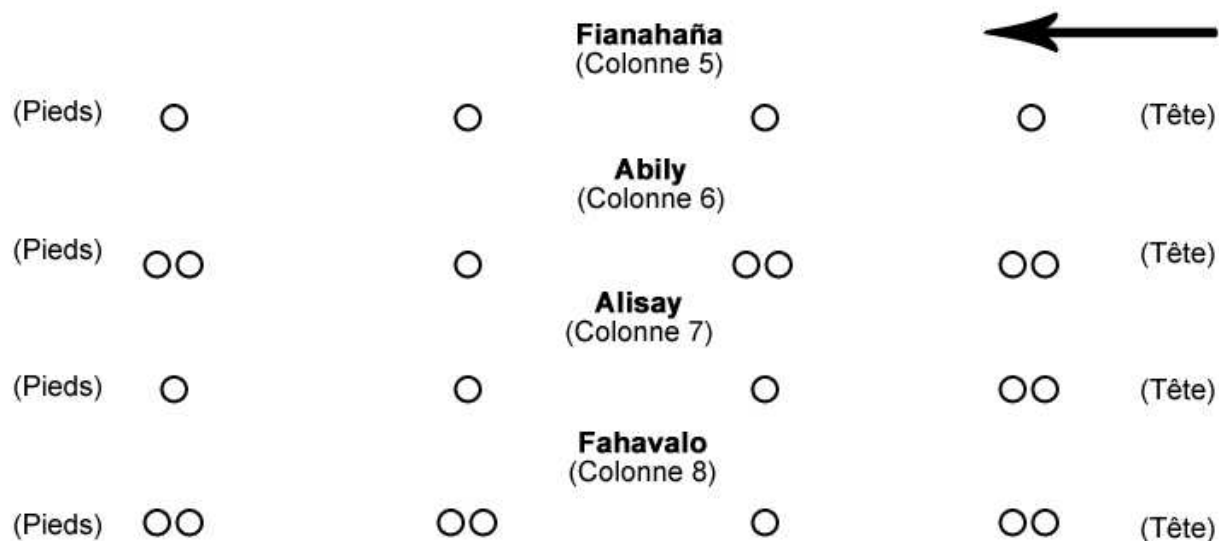 Fianahaña
(Colonne 5)
(Pieds) (Tête)
Abily
(Colonne 6)
(Pieds) (Tête)
Alisay
(Colonne 7)
(Pieds) (Tête)
Fahavalo
(Colonne 8)
(Pieds) (Tête)